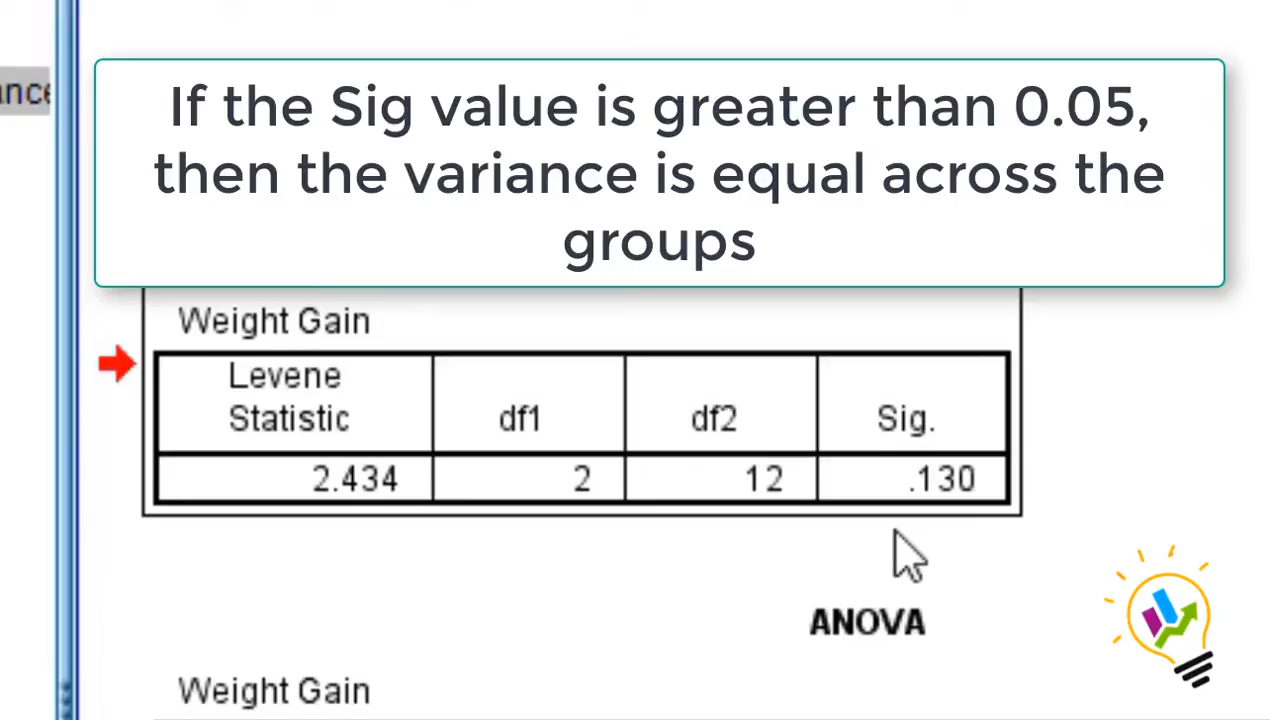 If the Sig value is greater than 0.05,
then the variance is equal across the
groups
Weight Gain
Levene
Statistic
df1
df2
Sig.
2.434
2
12
.130
ANOVA
Weight Gain